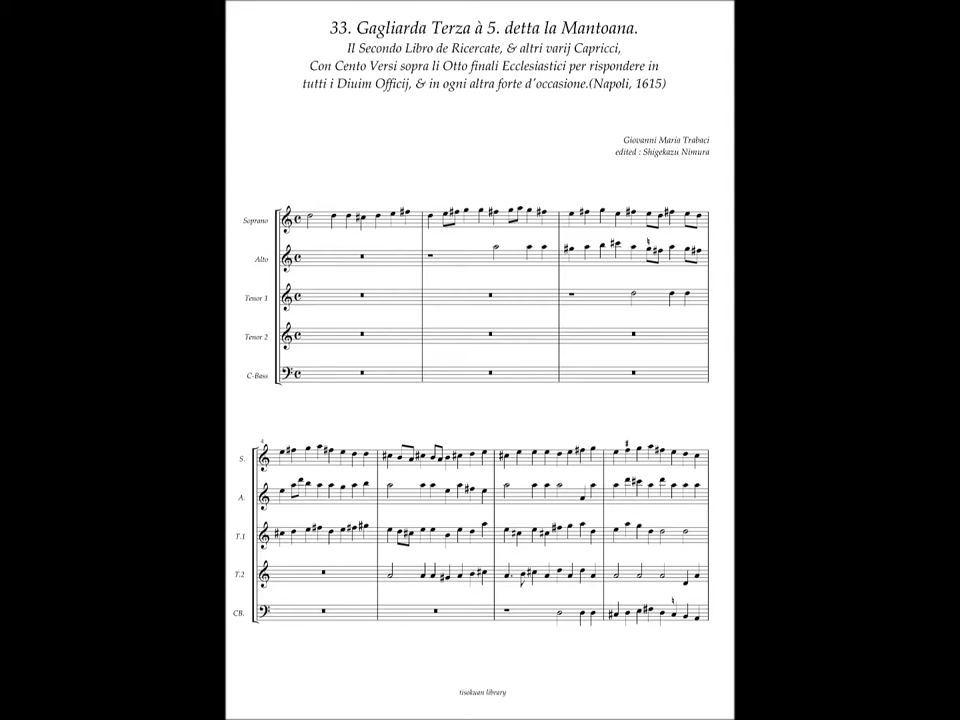 33. Gagliarda Terza à 5. detta la Mantoana.
Il Secondo Libro de Ricercate, & altri varij Capricci,
Con Cento Versi sopra li Otto finali Ecclesiastici per rispondere in
tutti i Diuim Officij, & in ogni altra forte d'occasione.(Napoli, 1615)
Giovanni Maria Trabaci
edited : Shigekazu Nimura
Soprano
Alto
Tenor 1
Tenor 2
C-Bass
4
S.
A.
T.1
T.2
CB.
tisekuan library